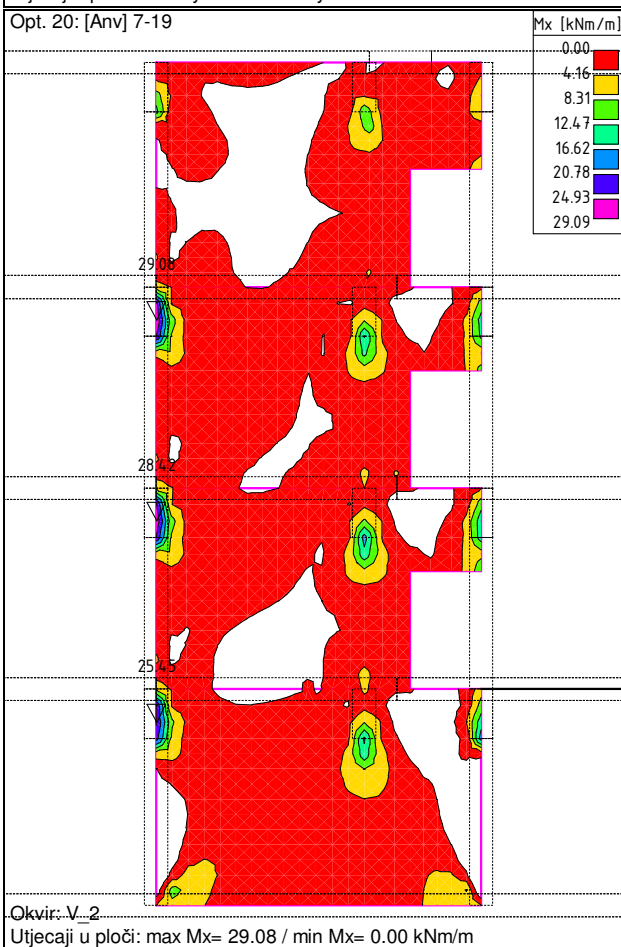 Opt. 20: [Anv] 7-19
Mx [kNm/m]
0.00
4.16
8.31
12.47
16.62
20.78
24.93
29.09
29.08
28.42
25.45
Okvir: V_2
Utjecaji u ploči: max Mx= 29.08 / min Mx= 0.00 kNm/m